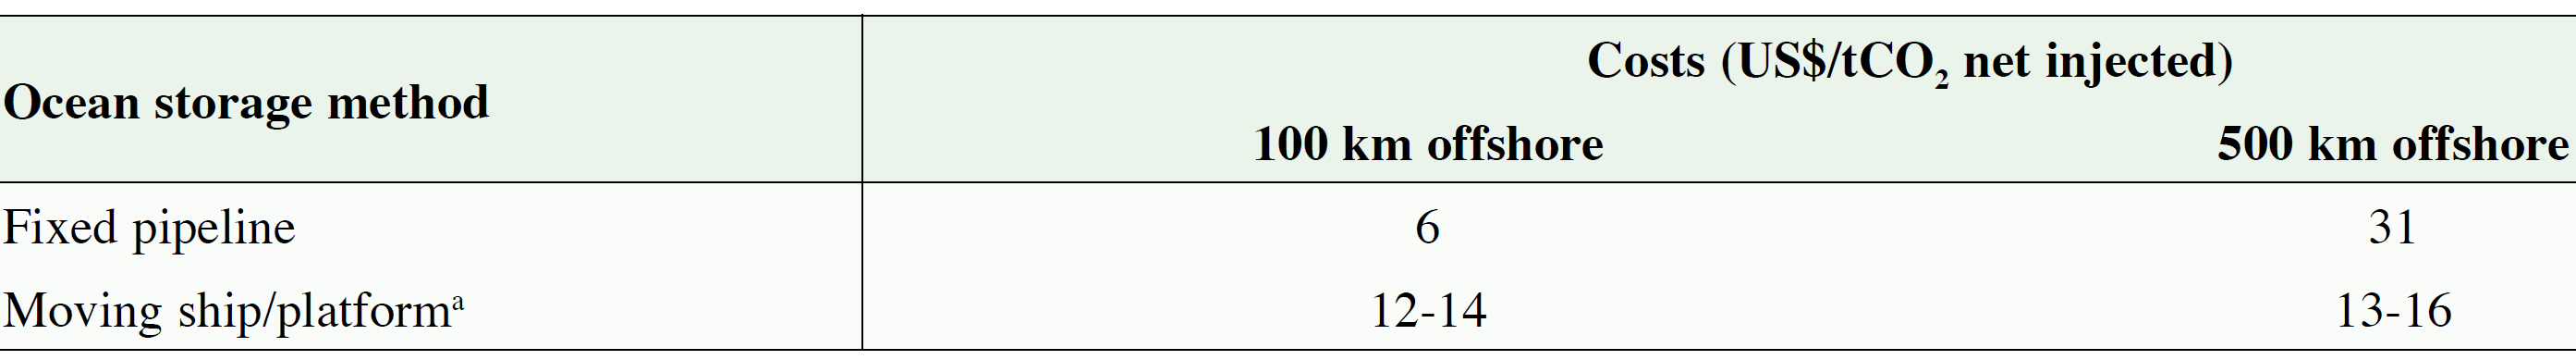 Ocean storage method
Costs (US$/tCO₂ net injected)
100 km offshore 500 km offshore
Fixed pipeline 6 31
Moving ship/platformᵃ 12-14 13-16